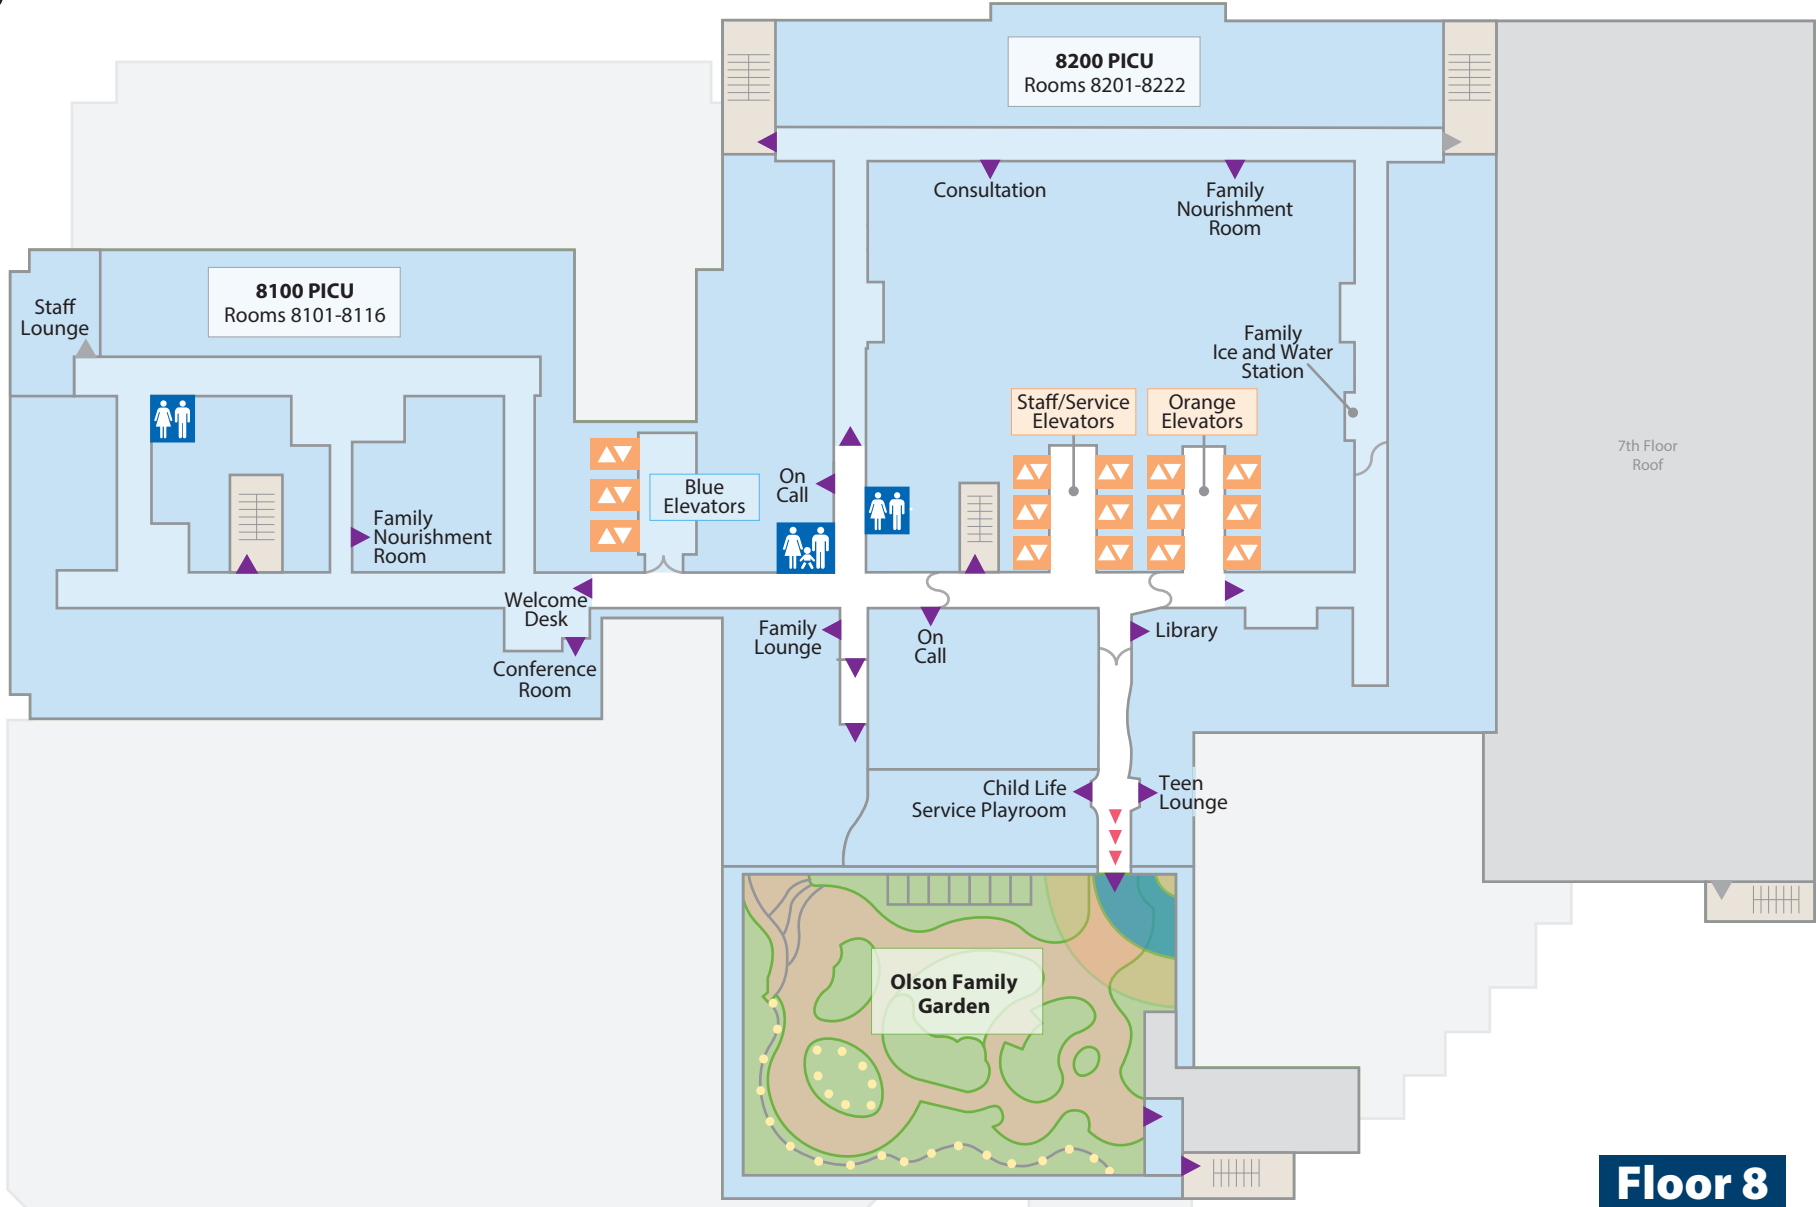 8200 PICU
Rooms 8201-8222
Consultation
Family
Nourishment
Room
8100 PICU
Rooms 8101-8116
Staff
Lounge
Family
Ice and Water
Station
Staff/Service
Elevators
Orange
Elevators
7th Floor
Roof
On
Call
Blue
Elevators
Family
Nourishment
Room
Welcome
Desk
Family
Lounge
On
Call
Library
Conference
Room
Child Life
Service Playroom
Teen
Lounge
Olson Family
Garden
Floor 8